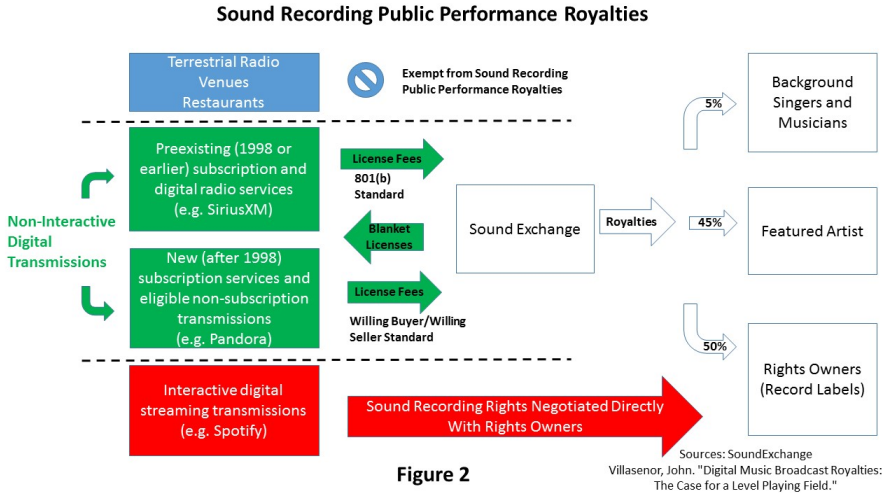 Sound Recording Public Performance Royalties
Terrestrial Radio
Venues
Restaurants
Exempt from Sound Recording
Public Performance Royalties
Non-Interactive
Digital
Transmissions
Preexisting (1998 or
earlier) subscription and
digital radio services
(e.g. SiriusXM)
License Fees
801(b)
Standard
Blanket
Licenses
New (after 1998)
subscription services and
eligible non-subscription
transmissions
(e.g. Pandora)
License Fees
Willing Buyer/Willing
Seller Standard
Sound Exchange
Royalties
5%
Background
Singers and
Musicians
45%
Featured Artist
50%
Rights Owners
(Record Labels)
Interactive digital
streaming transmissions
(e.g. Spotify)
Sound Recording Rights Negotiated Directly
With Rights Owners
Figure 2
Sources: SoundExchange
Villasenor, John. "Digital Music Broadcast Royalties:
The Case for a Level Playing Field."